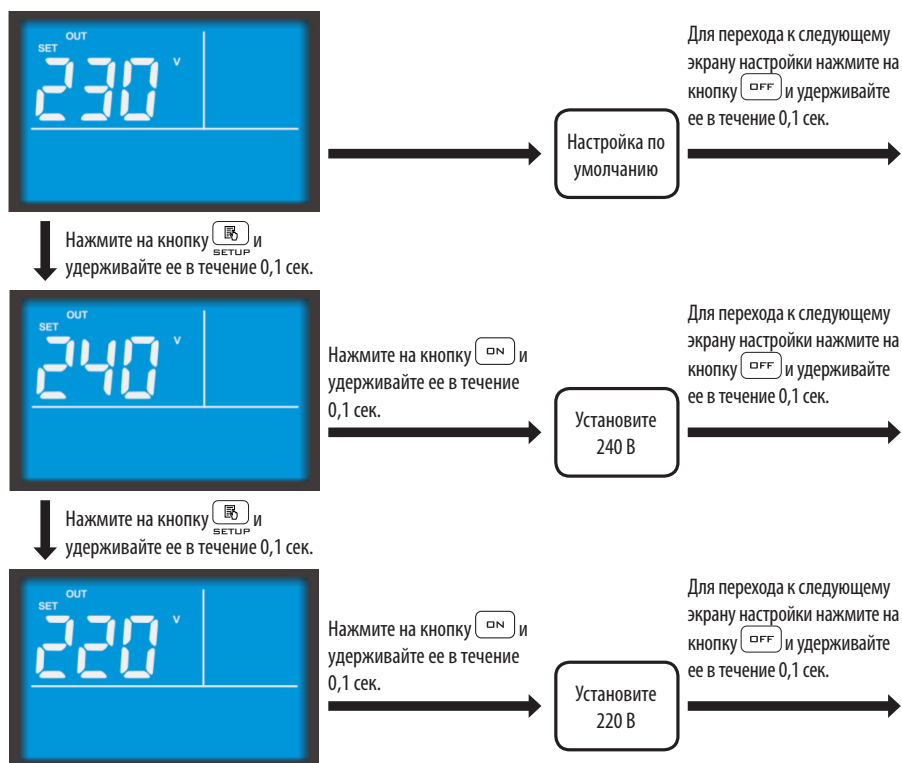 OUT
SET
230 V
Для перехода к следующему
экрану настройки нажмите на
кнопку OFF и удерживайте
ее в течение 0,1 сек.
Настройка по
умолчанию
Нажмите на кнопку SETUP и
удерживайте ее в течение 0,1 сек.
OUT
SET
240 V
Нажмите на кнопку ON и
удерживайте ее в течение
0,1 сек.
Установите
240 В
Для перехода к следующему
экрану настройки нажмите на
кнопку OFF и удерживайте
ее в течение 0,1 сек.
Нажмите на кнопку SETUP и
удерживайте ее в течение 0,1 сек.
OUT
SET
220 V
Нажмите на кнопку ON и
удерживайте ее в течение
0,1 сек.
Установите
220 В
Для перехода к следующему
экрану настройки нажмите на
кнопку OFF и удерживайте
ее в течение 0,1 сек.